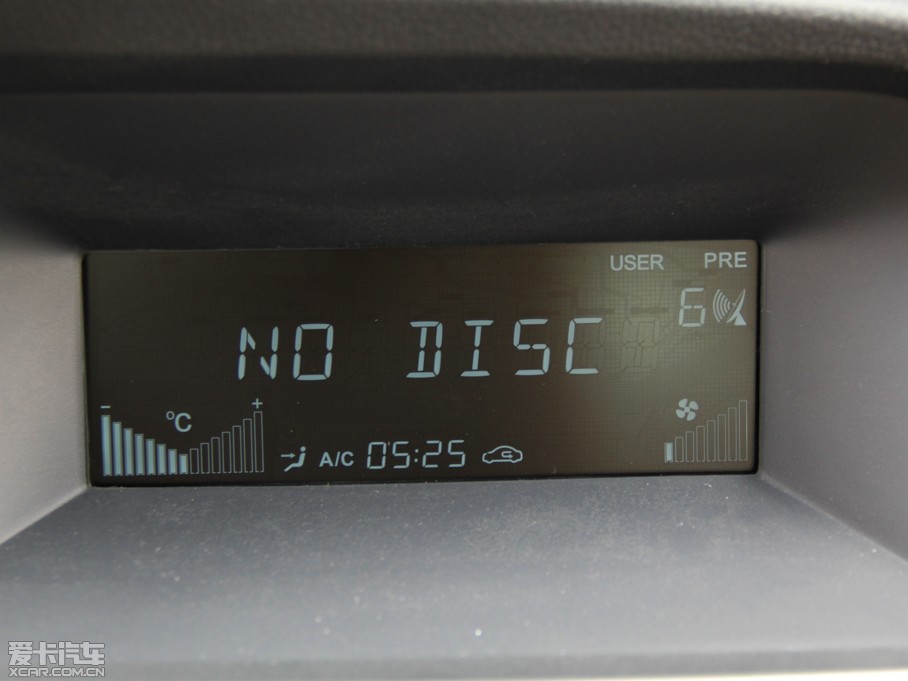 USER PRE
6
NO DISC
- °C +
A/C 05:25
爱卡汽车
XCAR.COM.CN